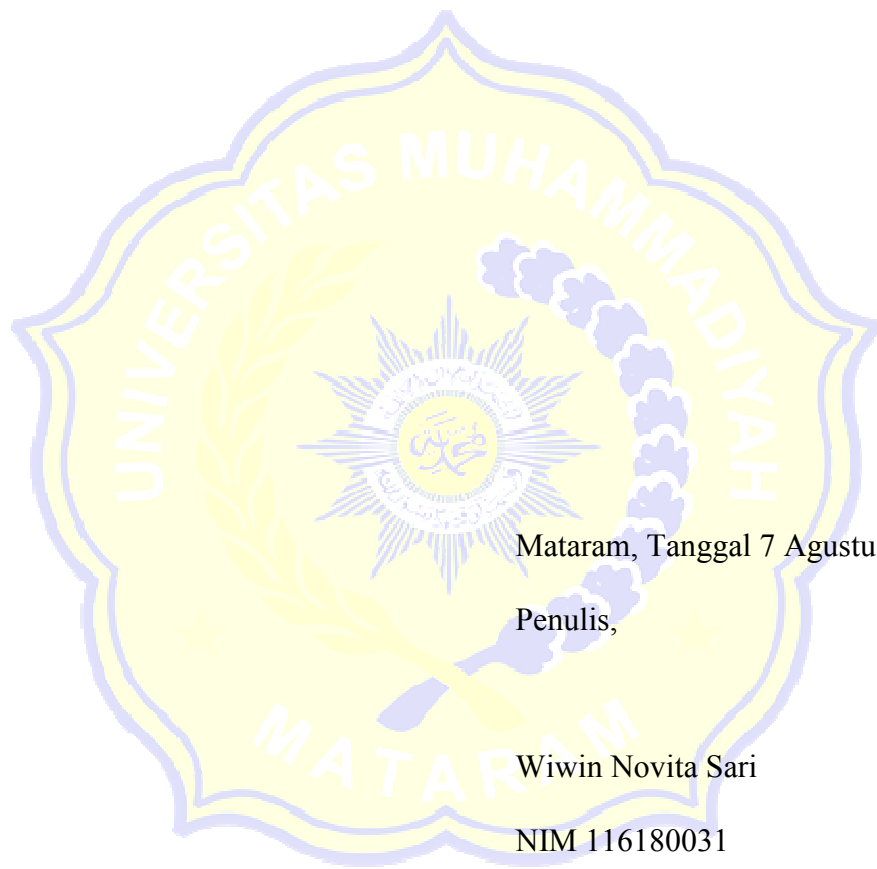 UNIVERSITAS MUHAMMADIYAH
Mataram, Tanggal 7 Agustu
Penulis,
Wiwin Novita Sari
NIM 116180031
MATARAM